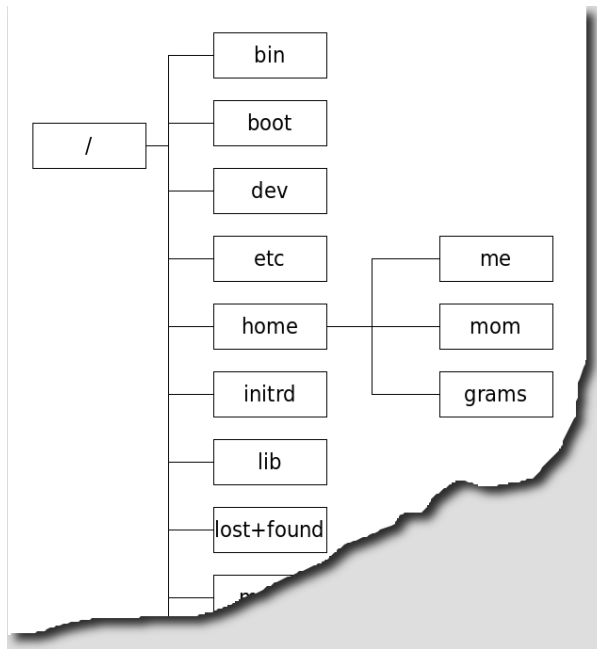 /
bin
boot
dev
etc
home
me
mom
grams
initrd
lib
lost+found